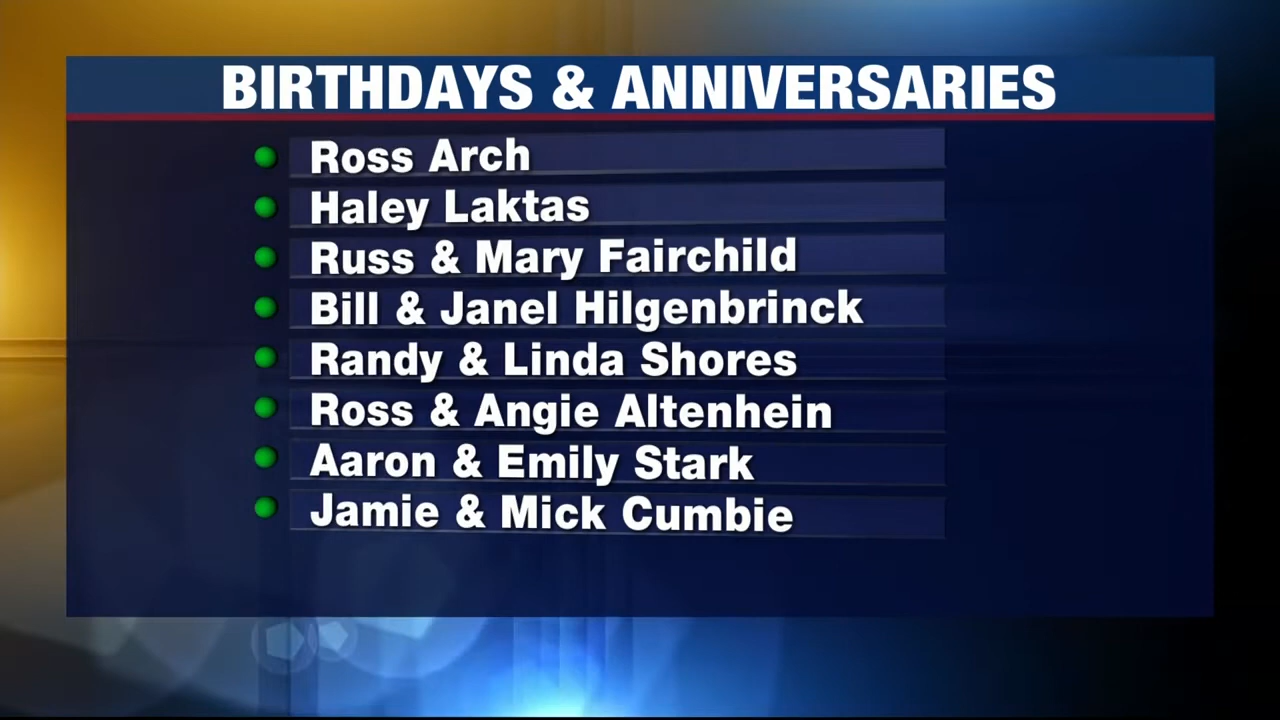 BIRTHDAYS & ANNIVERSARIES
Ross Arch
Haley Laktas
Russ & Mary Fairchild
Bill & Janel Hilgenbrinck
Randy & Linda Shores
Ross & Angie Altenhein
Aaron & Emily Stark
Jamie & Mick Cumbie